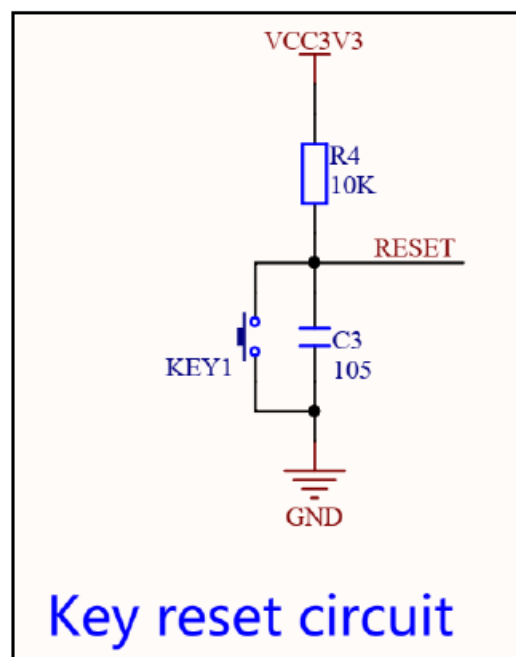 VCC3V3
R4
10K
RESET
KEY1
C3
105
GND
Key reset circuit